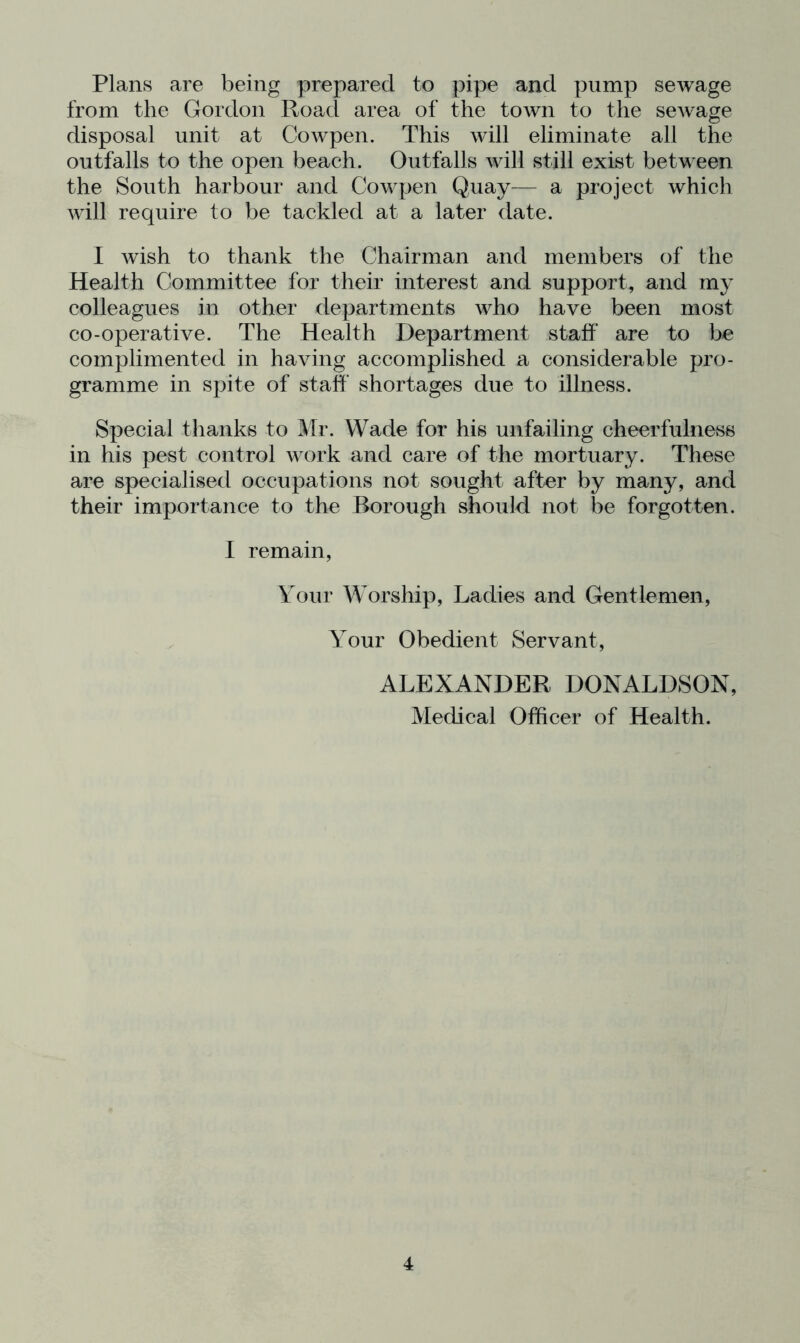 Plans are being prepared to pipe and pump sewage
from the Gordon Road area of the town to the sewage
disposal unit at Cowpen. This will eliminate all the
outfalls to the open beach. Outfalls will still exist between
the South harbour and Cowpen Quay— a project which
will require to be tackled at a later date.
I wish to thank the Chairman and members of the
Health Committee for their interest and support, and my
colleagues in other departments who have been most
co-operative. The Health Department staff are to be
complimented in having accomplished a considerable pro-
gramme in spite of staff shortages due to illness.
Special thanks to Mr. Wade for his unfailing cheerfulness
in his pest control work and care of the mortuary. These
are specialised occupations not sought after by many, and
their importance to the Borough should not be forgotten.
I remain,
Your Worship, Ladies and Gentlemen,
Your Obedient Servant,
ALEXANDER DONALDSON,
Medical Officer of Health.
4